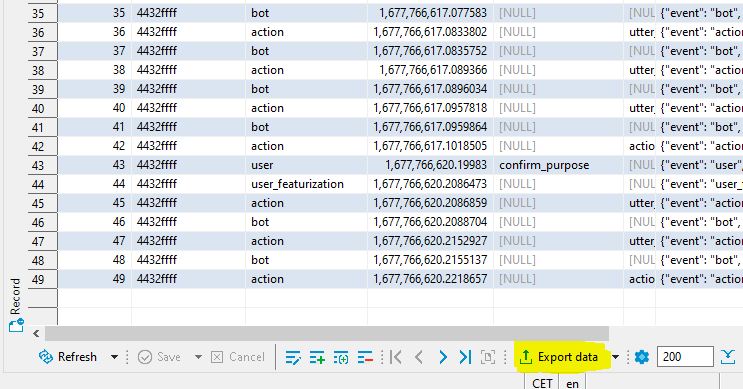 35 35 4432ffff bot 1,677,766,617.077583 [NULL] [NUL {"event": "bot",
36 36 4432ffff action 1,677,766,617.0833802 [NULL] utter_ {"event": "action
37 37 4432ffff bot 1,677,766,617.0835752 [NULL] [NUL {"event": "bot",
38 38 4432ffff action 1,677,766,617.089366 [NULL] utter_ {"event": "action
39 39 4432ffff bot 1,677,766,617.0896034 [NULL] [NUL {"event": "bot",
40 40 4432ffff action 1,677,766,617.0957818 [NULL] utter_ {"event": "action
41 41 4432ffff bot 1,677,766,617.0959864 [NULL] [NUL {"event": "bot",
42 42 4432ffff action 1,677,766,617.1018505 [NULL] actio {"event": "action
43 43 4432ffff user 1,677,766,620.19983 confirm_purpose [NUL {"event": "user",
44 44 4432ffff user_featurization 1,677,766,620.2086473 [NULL] [NUL {"event": "user_
45 45 4432ffff action 1,677,766,620.2086859 [NULL] utter_ {"event": "action
46 46 4432ffff bot 1,677,766,620.2088704 [NULL] [NUL {"event": "bot",
47 47 4432ffff action 1,677,766,620.2152927 [NULL] utter_ {"event": "action
48 48 4432ffff bot 1,677,766,620.2155137 [NULL] [NUL {"event": "bot",
49 49 4432ffff action 1,677,766,620.2218657 [NULL] actio {"event": "action
Record
Refresh Save Cancel Export data 200
CET en